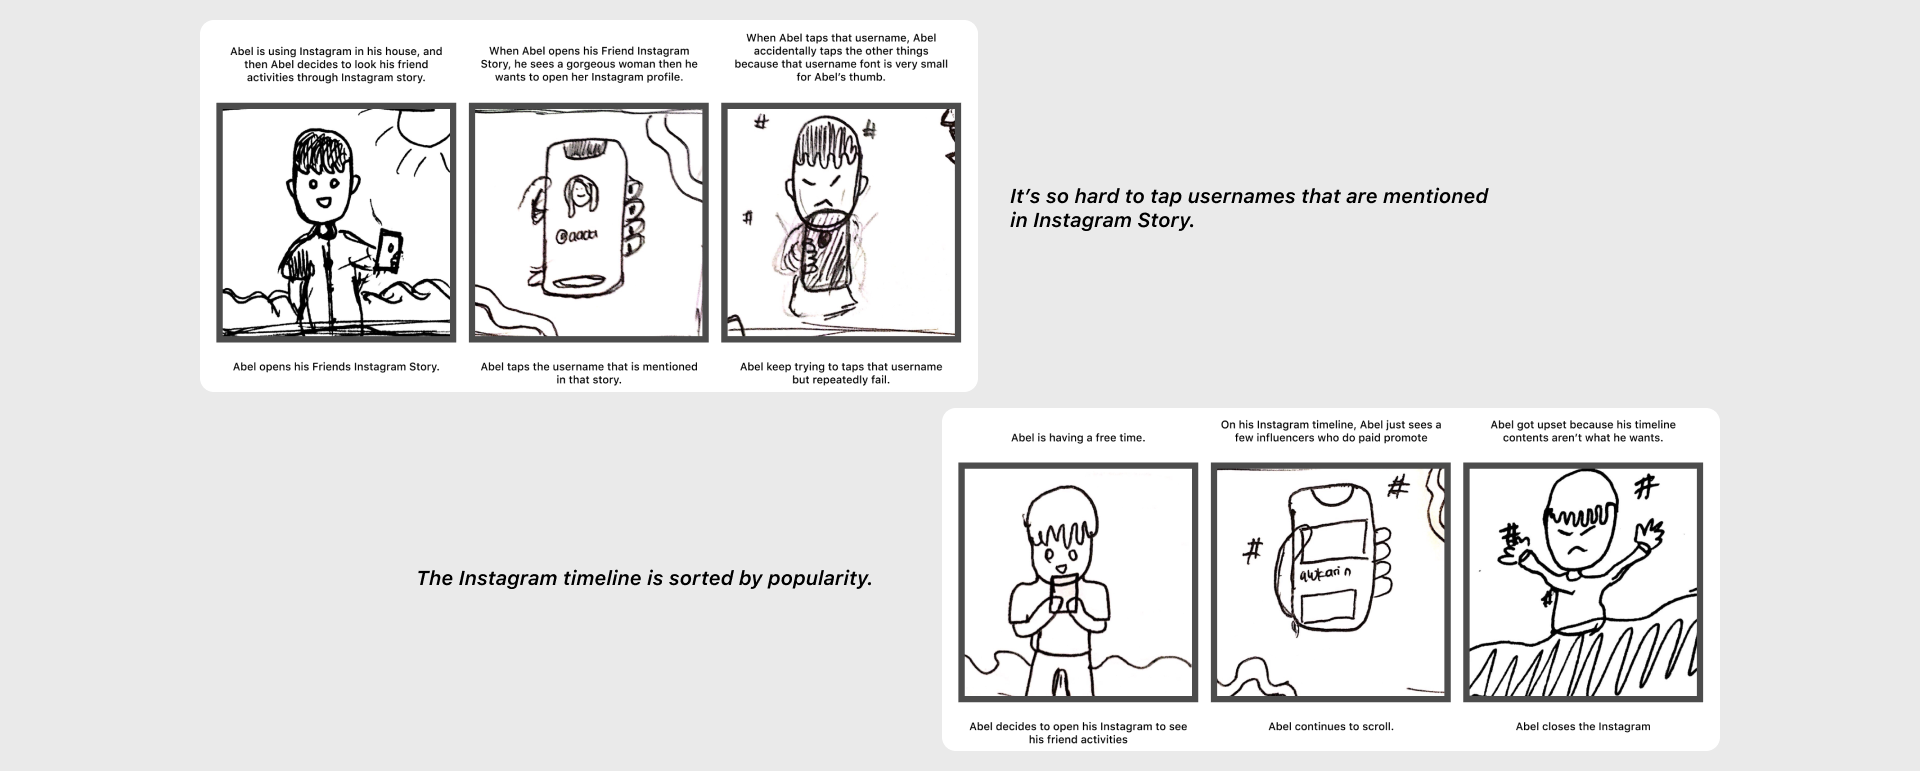 Abel is using Instagram in his house, and
then Abel decides to look his friend
activities through Instagram story.
When Abel opens his Friend Instagram
Story, he sees a gorgeous woman then he
wants to open her Instagram profile.
When Abel taps that username, Abel
accidentally taps the other things
because that username font is very small
for Abel's thumb.
#
#
#
Abel opens his Friends Instagram Story.
Abel taps the username that is mentioned
in that story.
Abel keep trying to taps that username
but repeatedly fail.
It's so hard to tap usernames that are mentioned
in Instagram Story.
The Instagram timeline is sorted by popularity.
Abel is having a free time.
On his Instagram timeline, Abel just sees a
few influencers who do paid promote
Abel got upset because his timeline
contents aren't what he wants.
#
#
awkarin
#
#
#
Abel decides to open his Instagram to see
his friend activities
Abel continues to scroll.
Abel closes the Instagram